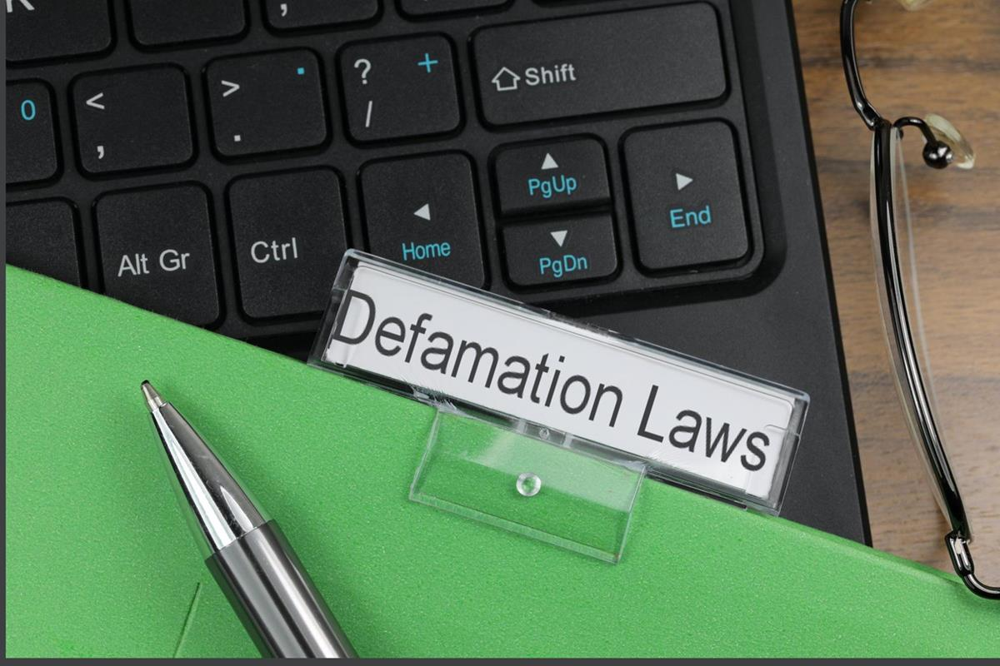 K ;
0 < > . ? +
, . /
⇧ Shift
Alt Gr Ctrl
◄ Home
▲ PgUp
▼ PgDn
► End
Defamation Laws